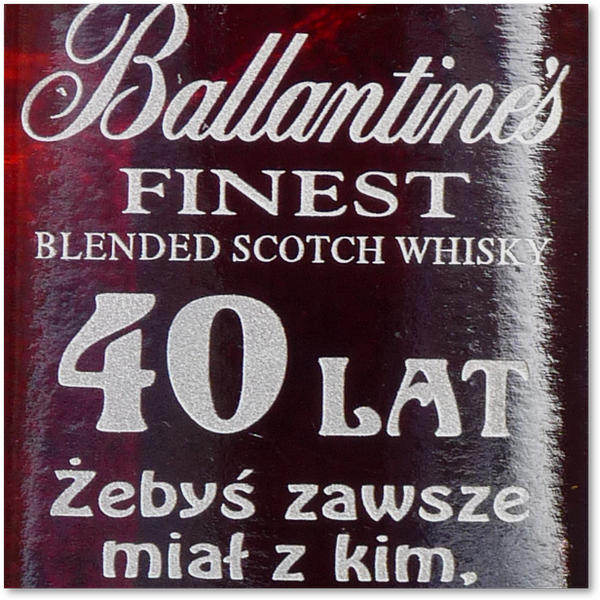 Ballantine's
FINEST
BLENDED SCOTCH WHISKY
40 LAT
Żebyś zawsze
miał z kim,